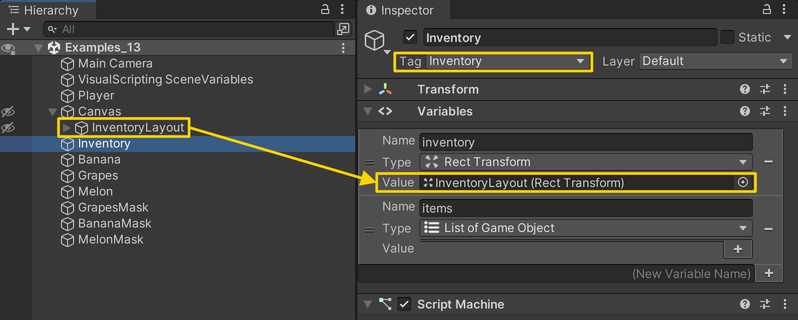 Hierarchy
All
Examples_13
Main Camera
VisualScripting SceneVariables
Player
Canvas
InventoryLayout
Inventory
Banana
Grapes
Melon
GrapesMask
BananaMask
MelonMask
Inspector
Inventory
Static
Tag Inventory Layer Default
Transform
Variables
Name inventory
Type Rect Transform
Value InventoryLayout (Rect Transform)
Name items
Type List of Game Object
Value
(New Variable Name)
Script Machine